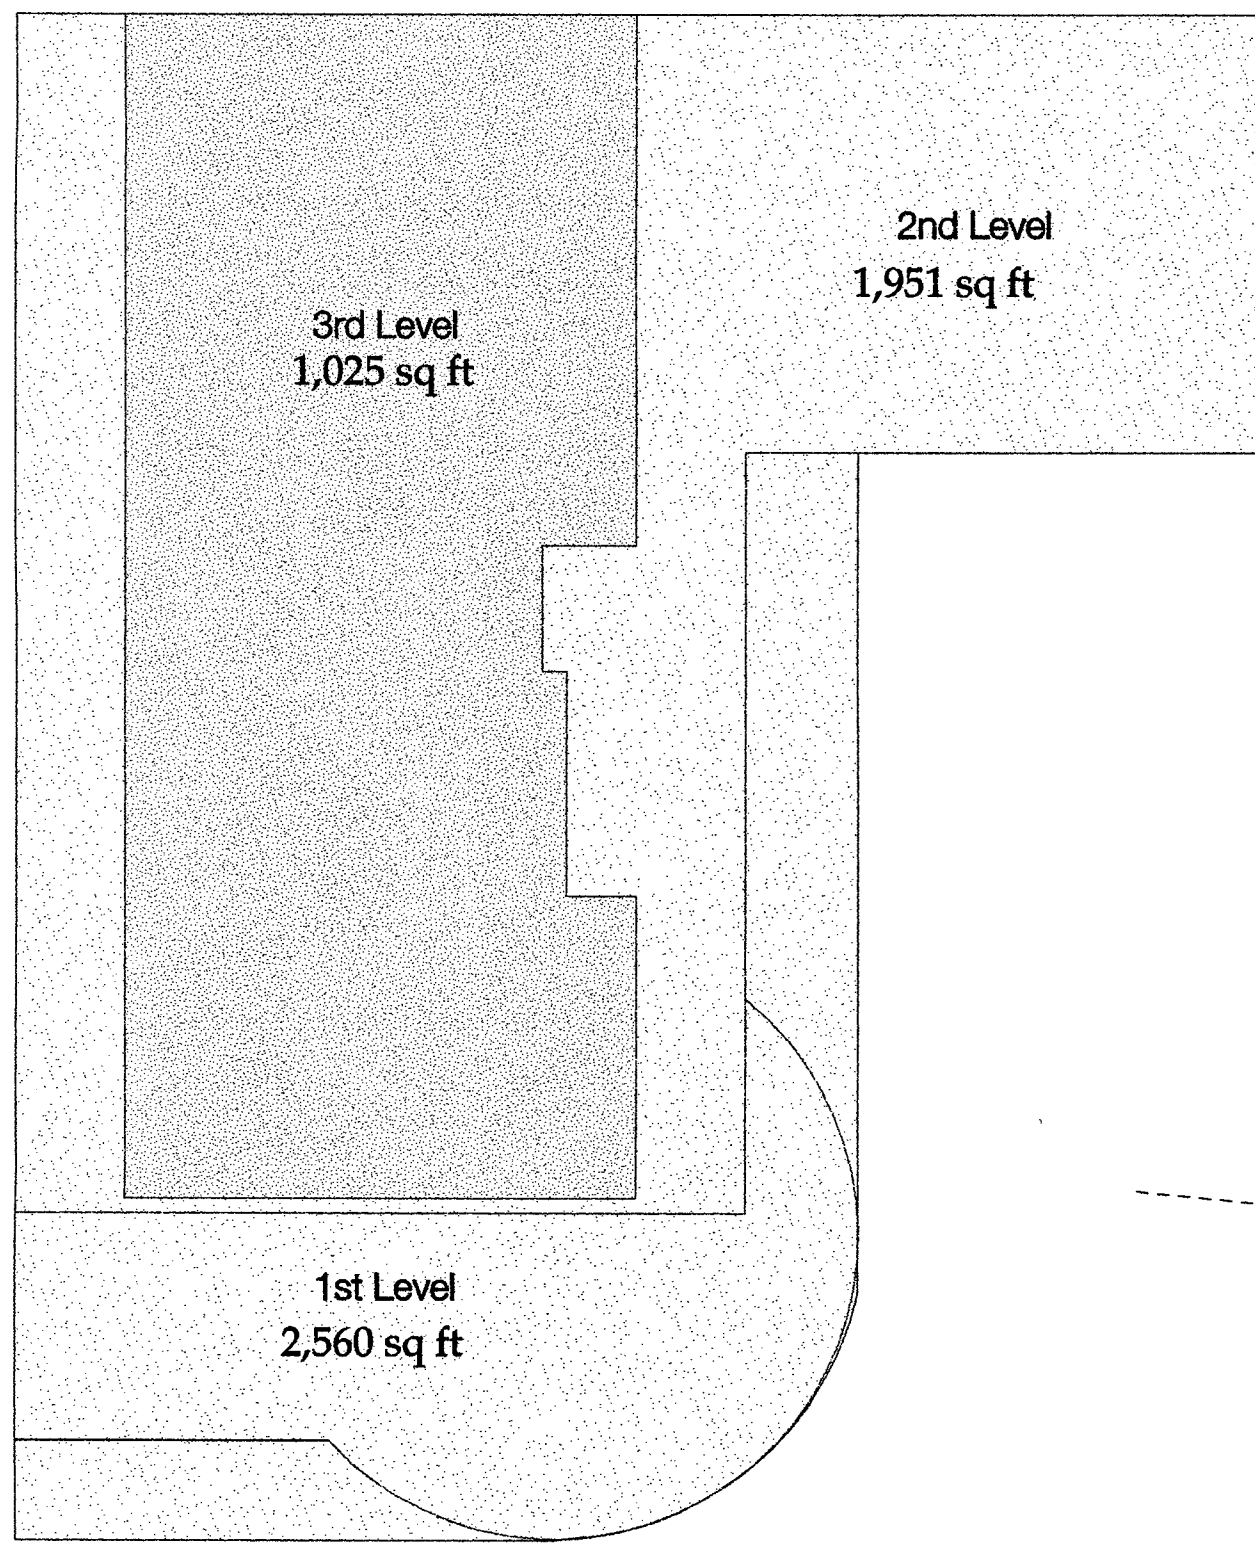 2nd Level
1,951 sq ft
3rd Level
1,025 sq ft
1st Level
2,560 sq ft